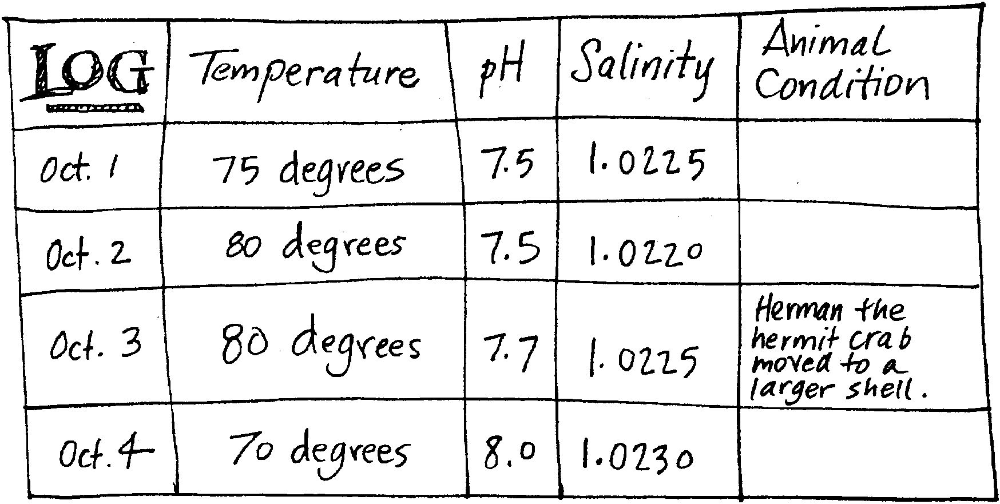 LOG Temperature pH Salinity Animal Condition
Oct. 1 75 degrees 7.5 1.0225
Oct. 2 80 degrees 7.5 1.0220
Oct. 3 80 degrees 7.7 1.0225 Herman the
hermit crab
moved to a
larger shell.
Oct. 4 70 degrees 8.0 1.0230